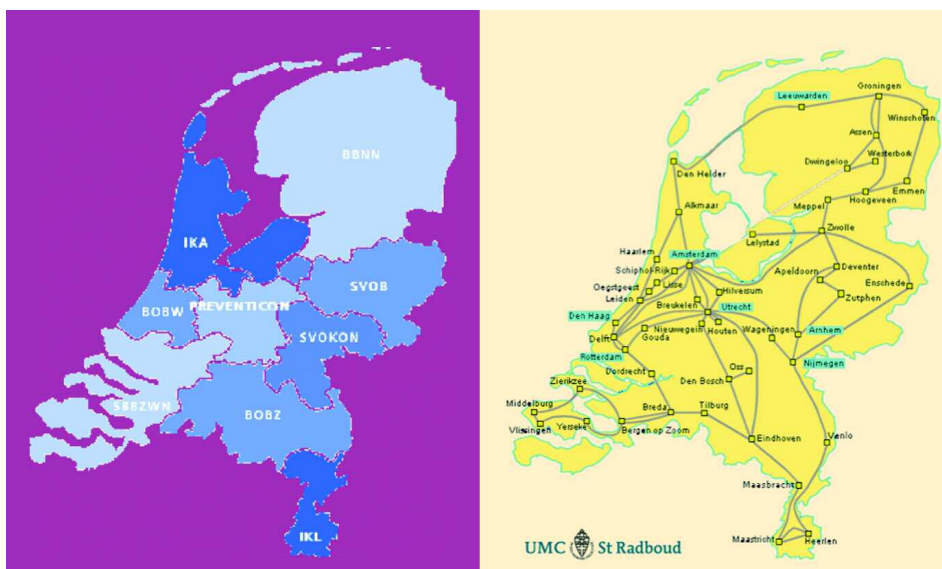 BBNN
IKA
SVOB
PREVENTICON
BOBW
SVOKON
SBBZWN
BOBZ
IKL
Groningen
Leeuwarden
Winschoten
Assen
Westerbork
Dwingeloo
Den Helder
Emmen
Hoogeveen
Meppel
Alkmaar
Zwolle
Lelystad
Haarlem
Amsterdam
Schiphol-Rijk
Apeldoorn
Deventer
Lisse
Oegstgeest
Enschede
Hilversum
Zutphen
Leiden
Breukelen
Utrecht
Den Haag
Nieuwegein
Houten
Wageningen
Arnhem
Delft
Gouda
Rotterdam
Nijmegen
Oss
Dordrecht
Den Bosch
Zierikzee
Middelburg
Breda
Tilburg
Vlissingen
Yerseke
Bergen op Zoom
Eindhoven
Venlo
Maasbracht
Maastricht
Heerlen
UMC St Radboud